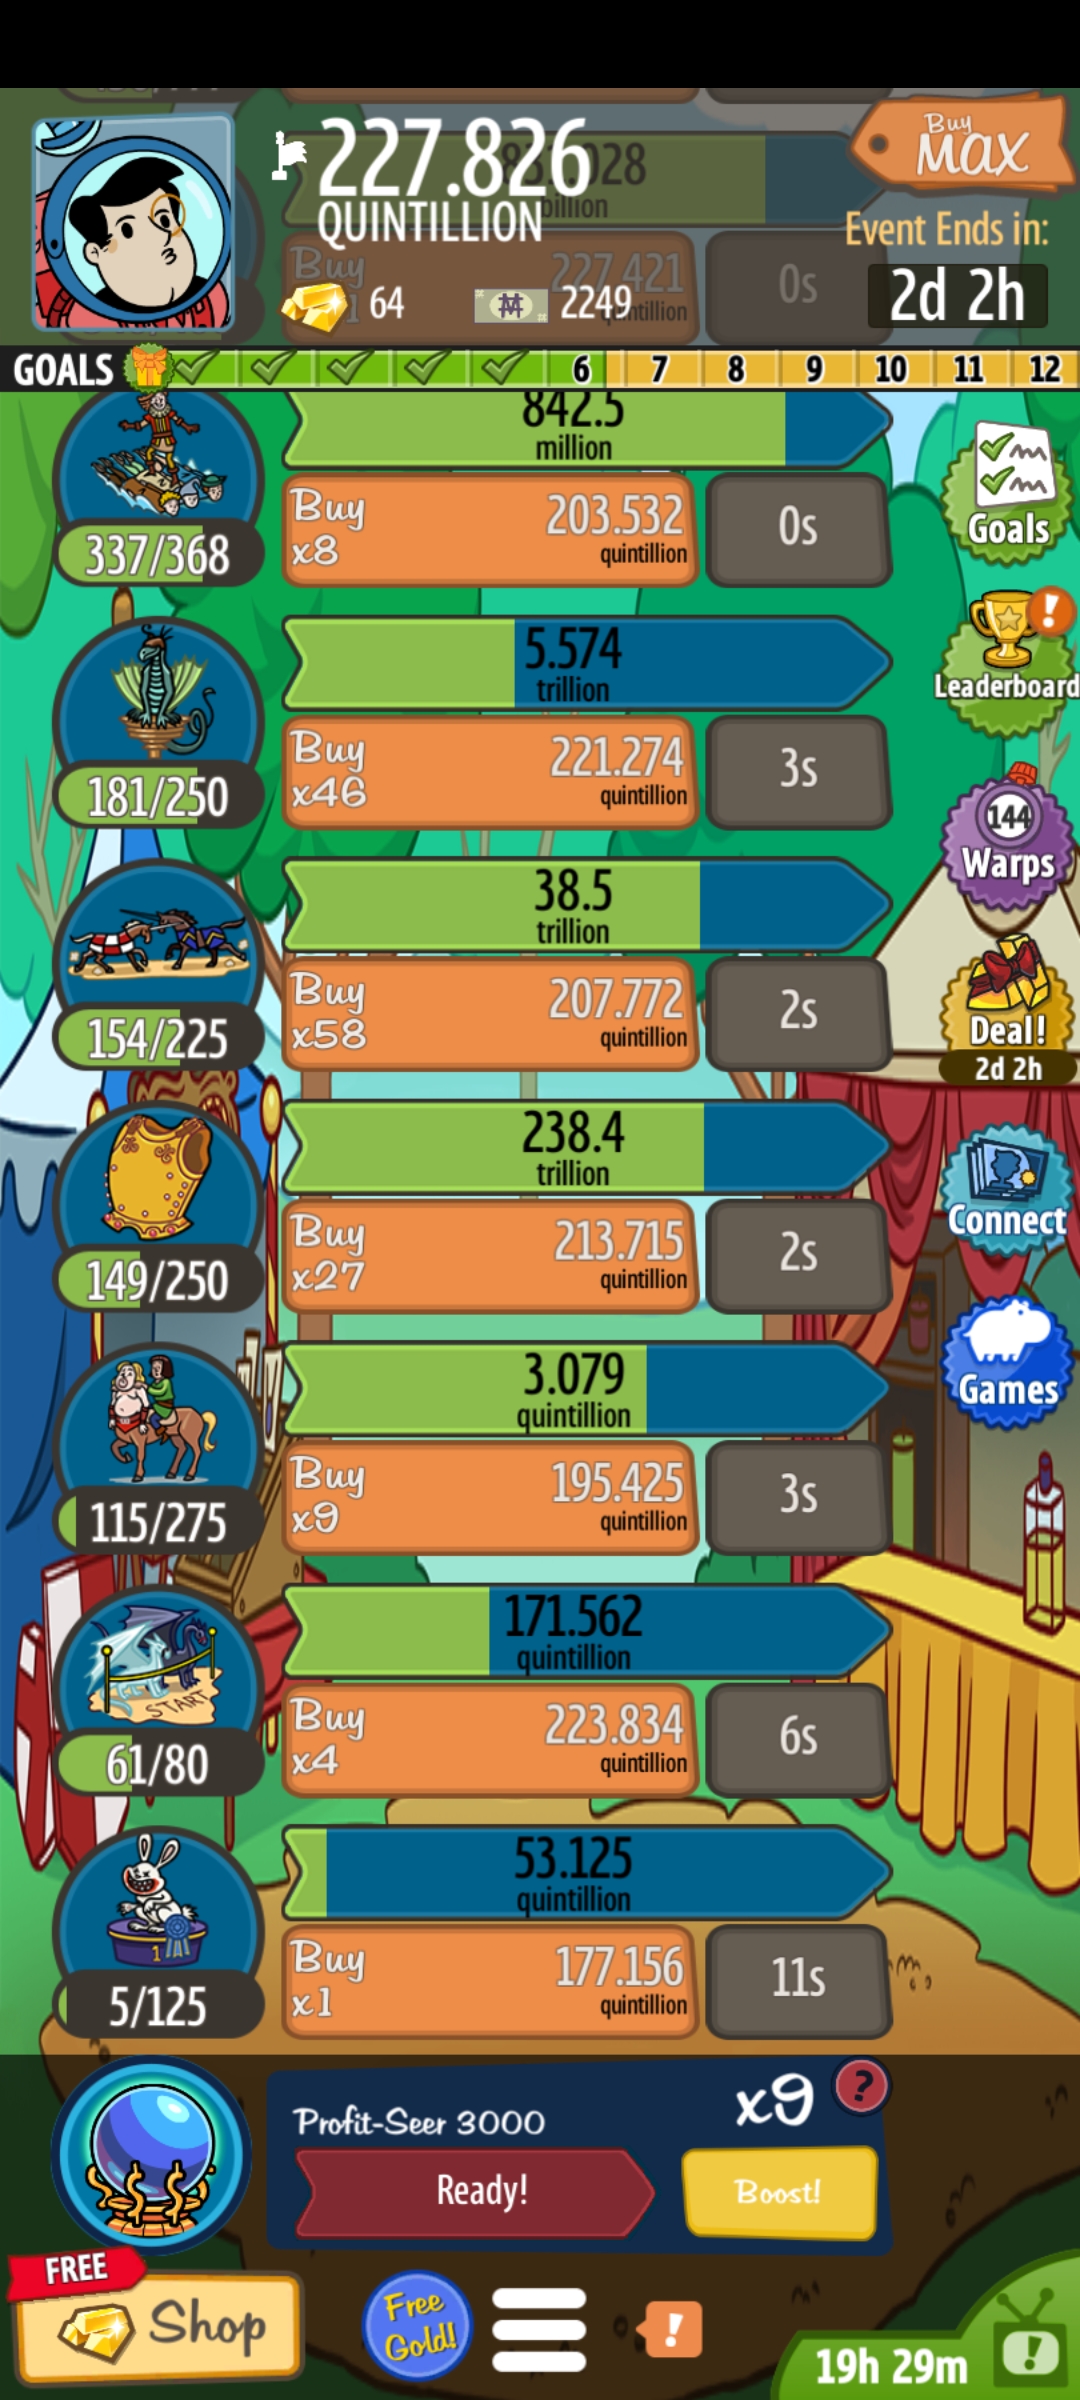 227.826
QUINTILLION
Buy
MAX
Event Ends in:
2d 2h
64
2249
billion
Buy
227.421
0s
GOALS
6
7
8
9
10
11
12
842.5
million
337/368
Buy
x8
203.532
quintillion
0s
Goals
5.574
trillion
181/250
Buy
x46
221.274
quintillion
3s
!
Leaderboard
38.5
trillion
154/225
Buy
x58
207.772
quintillion
2s
144
Warps
Deal!
2d 2h
238.4
trillion
149/250
Buy
x27
213.715
quintillion
2s
Connect
3.079
quintillion
115/275
Buy
x9
195.425
quintillion
3s
Games
171.562
quintillion
START
61/80
Buy
x4
223.834
quintillion
6s
53.125
quintillion
1
5/125
Buy
x1
177.156
quintillion
11s
Profit-Seer 3000
x9
?
Ready!
Boost!
FREE
Shop
Free
Gold!
!
19h 29m
!